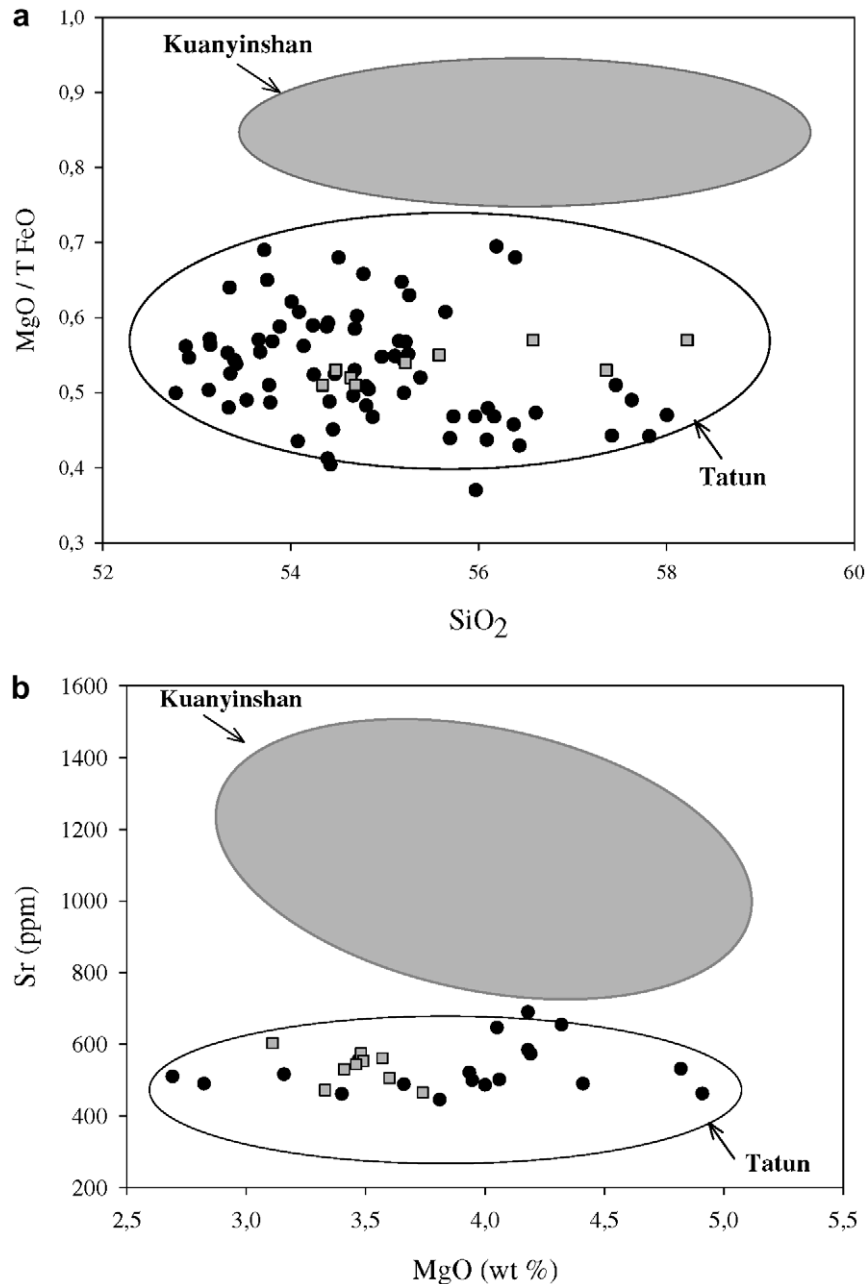 a
1,0
Kuanyinshan
0,9
0,8
0,7
0,6
0,5
0,4
0,3
MgO / T FeO
Tatun
52
54
56
58
60
SiO2
b
1600
Kuanyinshan
1400
1200
1000
800
600
400
200
Sr (ppm)
Tatun
2,5
3,0
3,5
4,0
4,5
5,0
5,5
MgO (wt %)